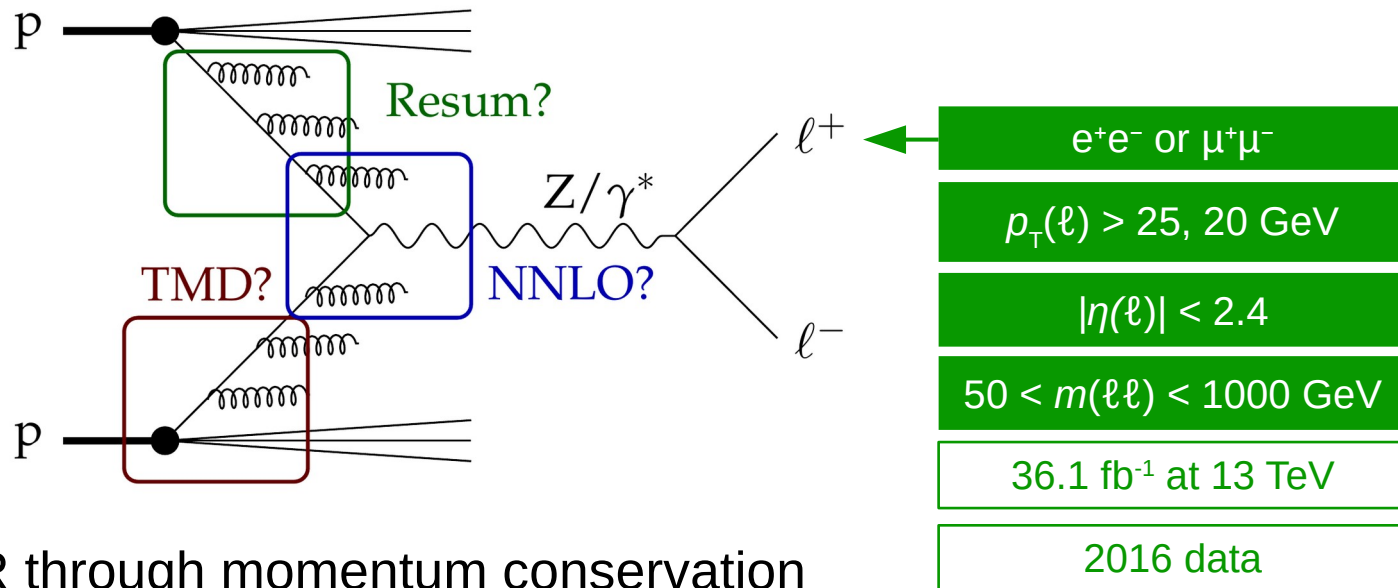 p
Resum?
Z/γ*
ℓ+
e⁺e⁻ or µ⁺µ⁻
p_T(ℓ) > 25, 20 GeV
TMD?
NNLO?
|η(ℓ)| < 2.4
ℓ−
50 < m(ℓℓ) < 1000 GeV
p
36.1 fb⁻¹ at 13 TeV
2016 data
through momentum conservation